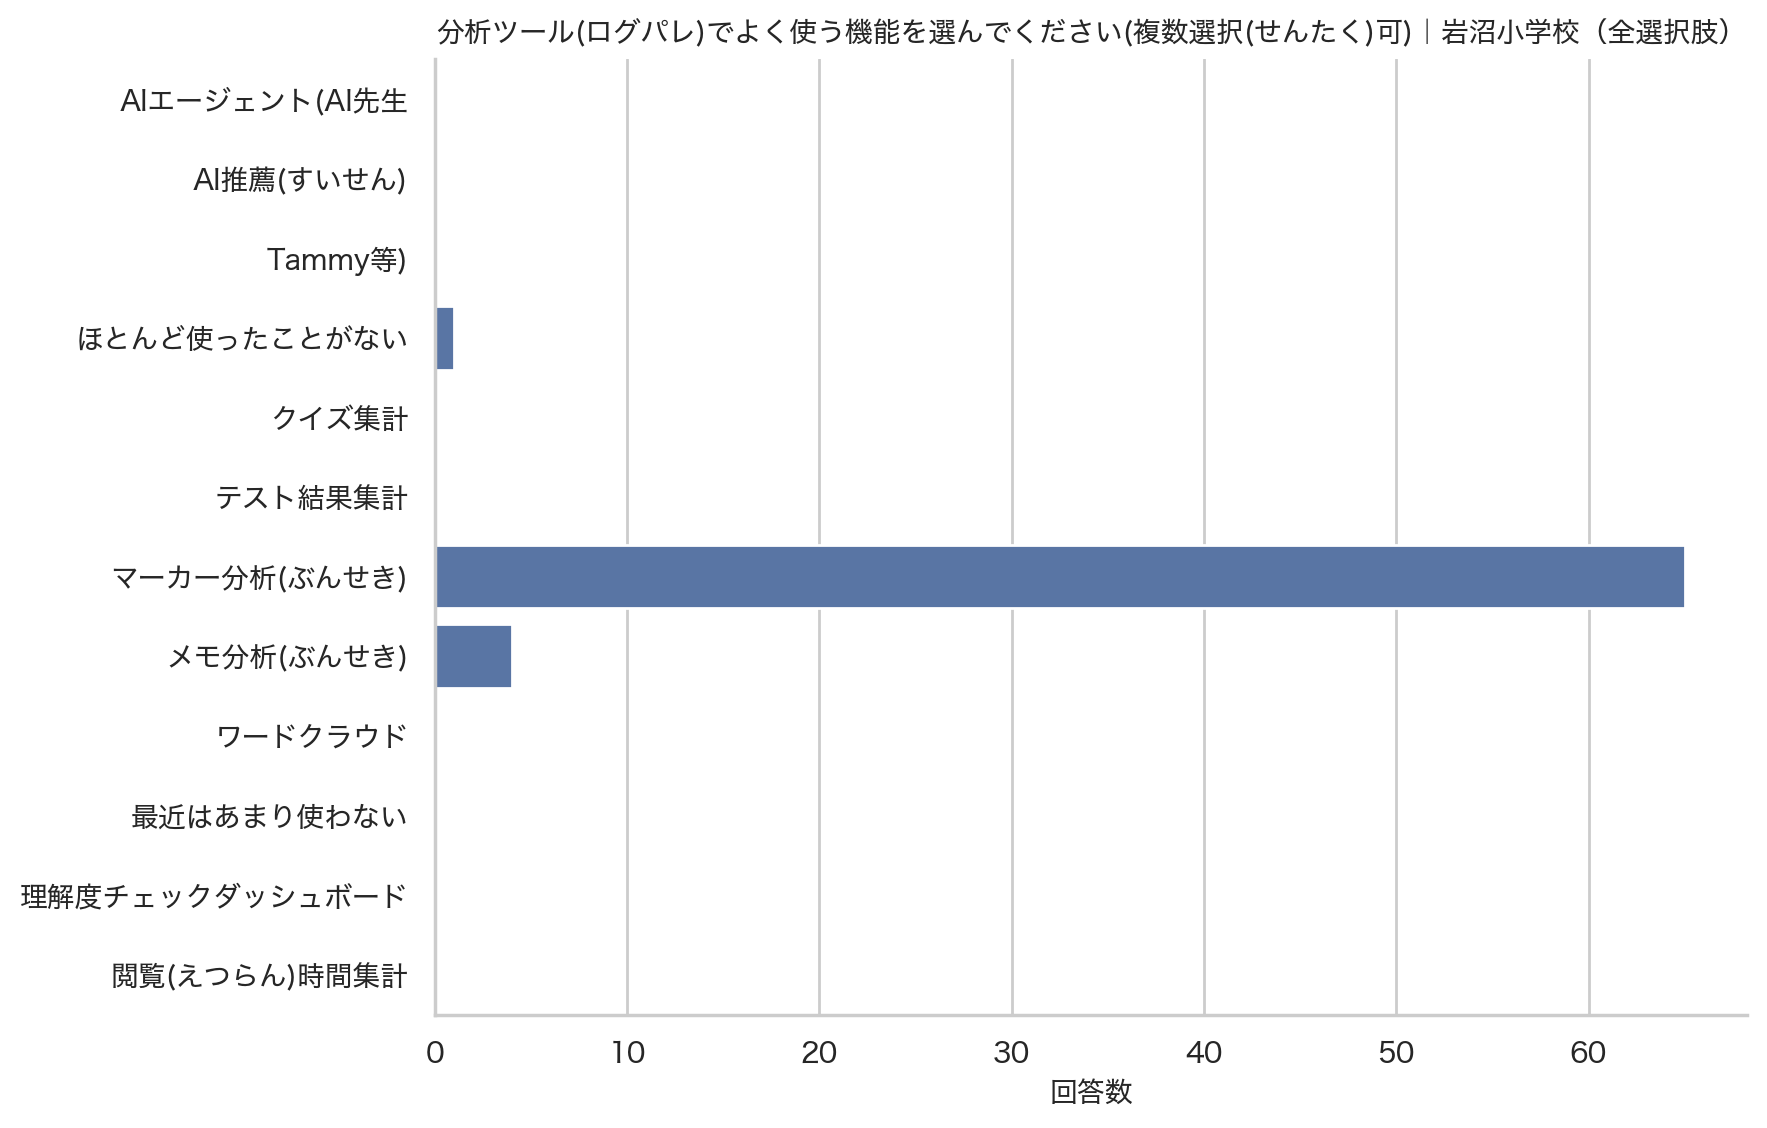 分析ツール(ログパレ)でよく使う機能を選んでください(複数選択(せんたく)可)｜岩沼小学校（全選択肢）
AIエージェント(AI先生
AI推薦(すいせん)
Tammy等)
ほとんど使ったことがない
クイズ集計
テスト結果集計
マーカー分析(ぶんせき)
メモ分析(ぶんせき)
ワードクラウド
最近はあまり使わない
理解度チェックダッシュボード
閲覧(えつらん)時間集計
0 10 20 30 40 50 60
回答数